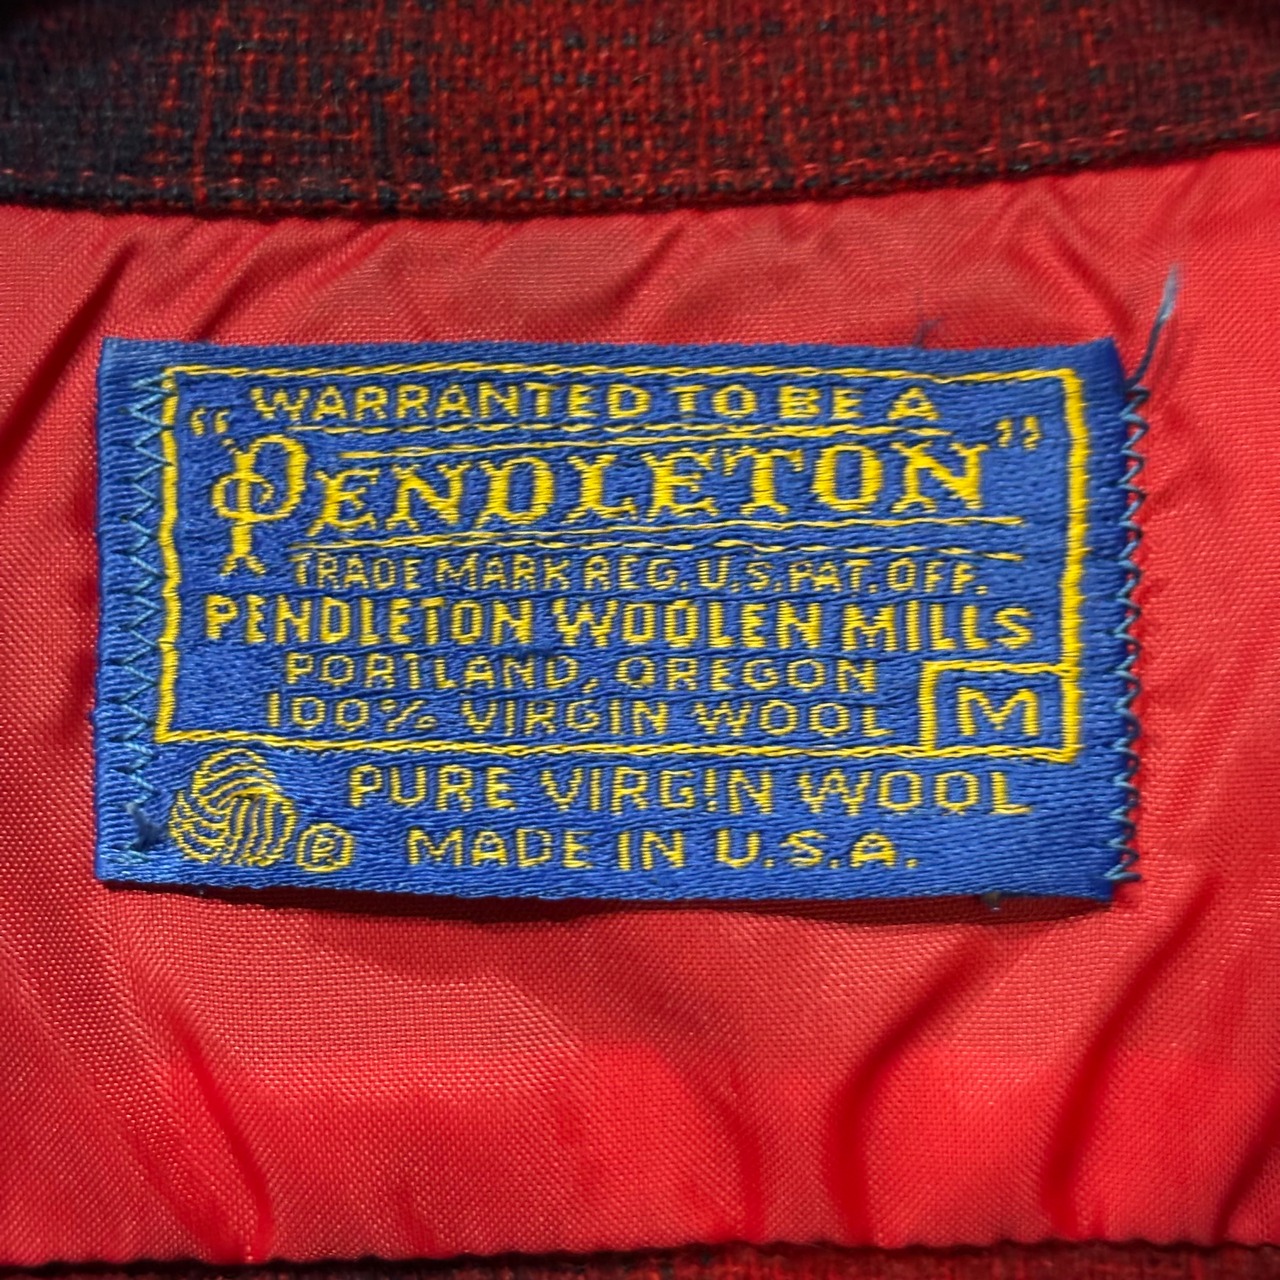 WARRANTED TO BE A
"PENDLETON"
TRADE MARK REG. U.S. PAT. OFF.
PENDLETON WOOLEN MILLS
PORTLAND, OREGON
100% VIRGIN WOOL
M
PURE VIRGIN WOOL
® MADE IN U.S.A.